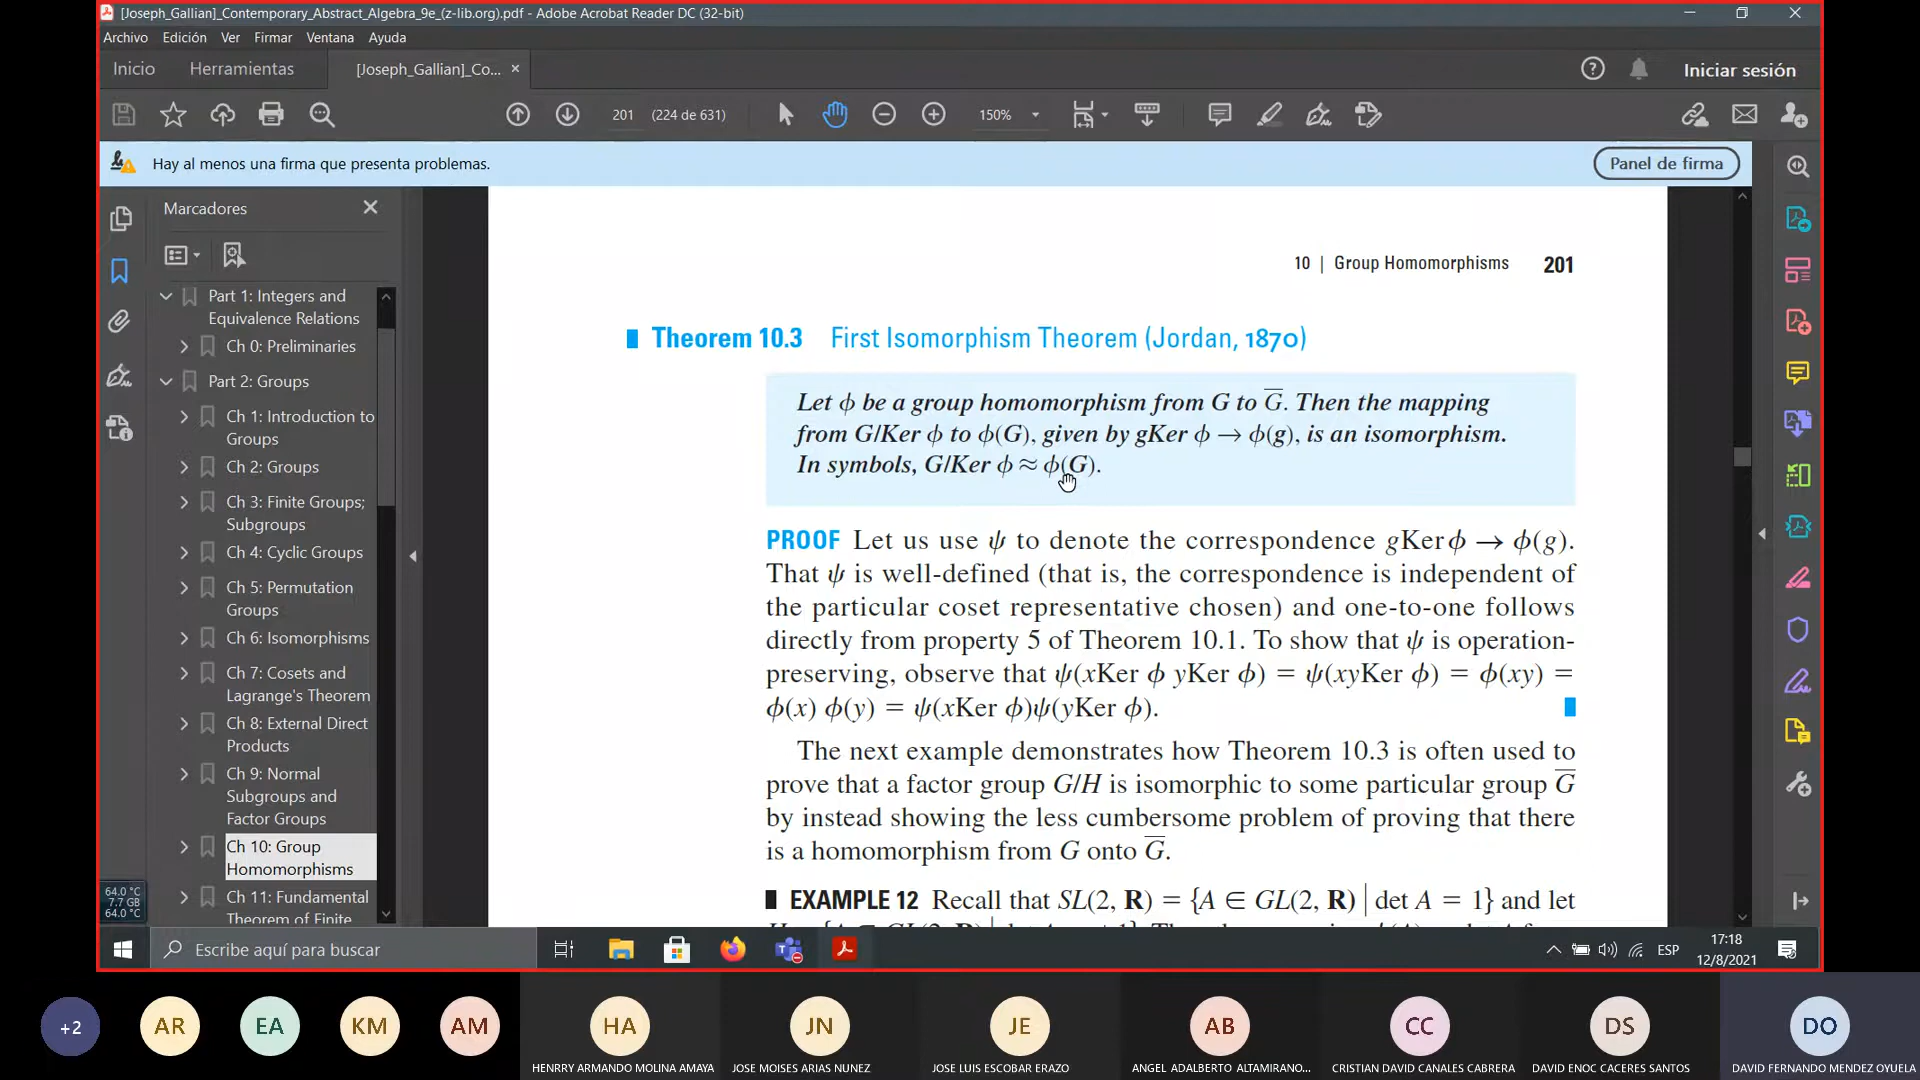 [Joseph_Gallian]_Contemporary_Abstract_Algebra_9e_(z-lib.org).pdf - Adobe Acrobat Reader DC (32-bit)
Archivo Edición Ver Firmar Ventana Ayuda
Inicio Herramientas [Joseph_Gallian]_Co... × Iniciar sesión
201 (224 de 631) 150%
Hay al menos una firma que presenta problemas. Panel de firma
Marcadores
Part 1: Integers and
Equivalence Relations
Ch 0: Preliminaries
Part 2: Groups
Ch 1: Introduction to
Groups
Ch 2: Groups
Ch 3: Finite Groups;
Subgroups
Ch 4: Cyclic Groups
Ch 5: Permutation
Groups
Ch 6: Isomorphisms
Ch 7: Cosets and
Lagrange's Theorem
Ch 8: External Direct
Products
Ch 9: Normal
Subgroups and
Factor Groups
Ch 10: Group
Homomorphisms
Ch 11: Fundamental
Theorem of Finite
10 | Group Homomorphisms 201
Theorem 10.3 First Isomorphism Theorem (Jordan, 1870)
Let ϕ be a group homomorphism from G to G̅. Then the mapping
from G/Ker ϕ to ϕ(G), given by gKer ϕ → ϕ(g), is an isomorphism.
In symbols, G/Ker ϕ ≈ ϕ(G).
PROOF Let us use ψ to denote the correspondence gKer ϕ → ϕ(g).
That ψ is well-defined (that is, the correspondence is independent of
the particular coset representative chosen) and one-to-one follows
directly from property 5 of Theorem 10.1. To show that ψ is operation-
preserving, observe that ψ(xKer ϕ yKer ϕ) = ψ(xyKer ϕ) = ϕ(xy) =
ϕ(x) ϕ(y) = ψ(xKer ϕ)ψ(yKer ϕ).
The next example demonstrates how Theorem 10.3 is often used to
prove that a factor group G/H is isomorphic to some particular group G̅
by instead showing the less cumbersome problem of proving that there
is a homomorphism from G onto G̅.
EXAMPLE 12 Recall that SL(2, R) = {A ∈ GL(2, R) | det A = 1} and let
64.0 °C
7.7 GB
64.0 °C
Escribe aquí para buscar
ESP
17:18
12/8/2021
+2 AR EA KM AM HA JN JE AB CC DS DO
HENRRY ARMANDO MOLINA AMAYA
JOSE MOISES ARIAS NUNEZ
JOSE LUIS ESCOBAR ERAZO
ANGEL ADALBERTO ALTAMIRANO...
CRISTIAN DAVID CANALES CABRERA
DAVID ENOC CACERES SANTOS
DAVID FERNANDO MENDEZ OYUELA